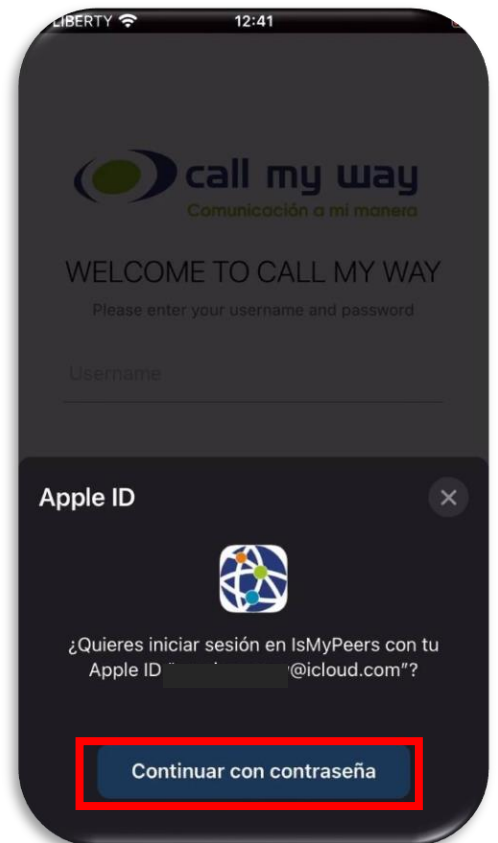 LIBERTY 12:41
call my way
Comunicación a mi manera
WELCOME TO CALL MY WAY
Please enter your username and password
Username
Apple ID
¿Quieres iniciar sesión en IsMyPeers con tu
Apple ID @icloud.com"?
Continuar con contraseña